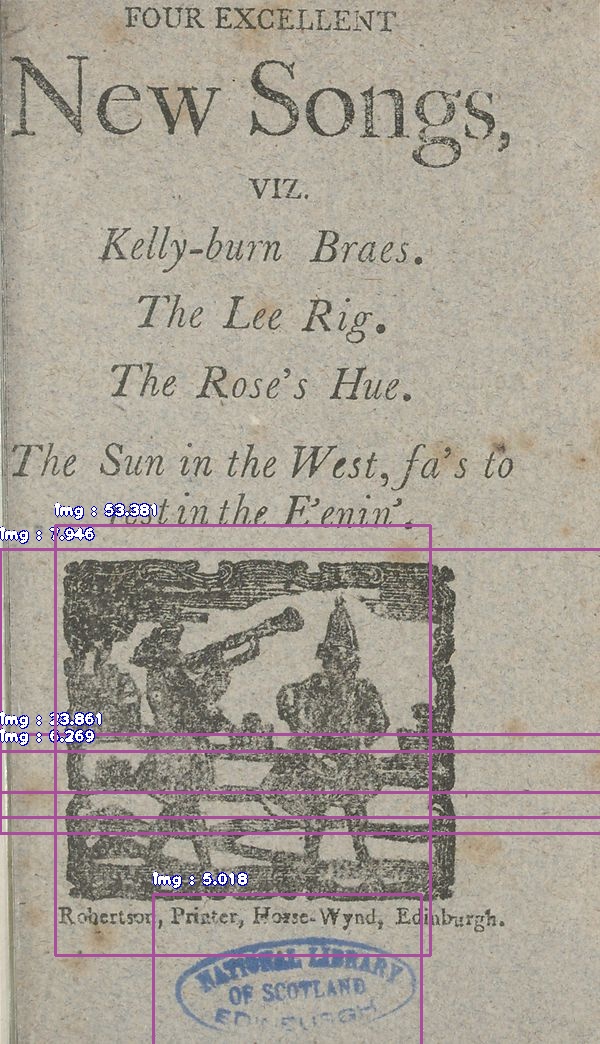 FOUR EXCELLENT
New Songs,
VIZ.
Kelly-burn Braes.
The Lee Rig.
The Rose's Hue.
The Sun in the West, fa's to
rest in the E'enin'.
img : 53.381
img : 7.946
img : 23.861
img : 6.269
img : 5.018
Robertson, Printer, Horse-Wynd, Edinburgh.
NATIONAL LIBRARY
OF SCOTLAND
EDINBURGH